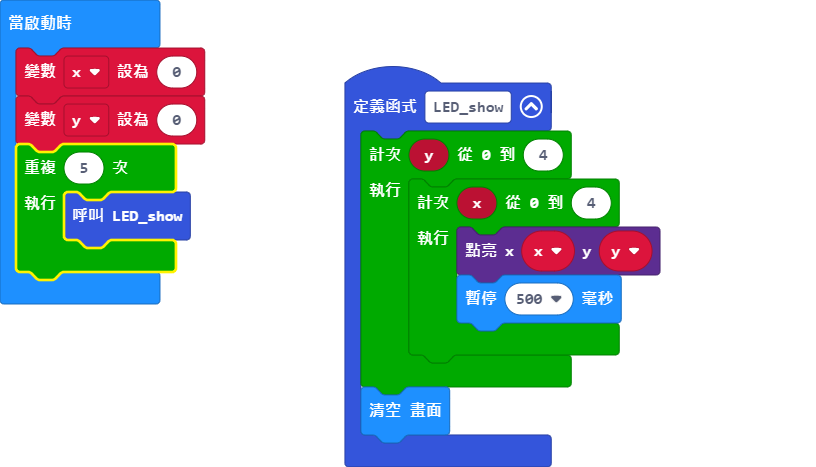 當啟動時
變數 x 設為 0
變數 y 設為 0
重複 5 次
執行 呼叫 LED_show
定義函式 LED_show
計次 y 從 0 到 4
執行
計次 x 從 0 到 4
執行
點亮 x x y y
暫停 500 毫秒
清空 畫面